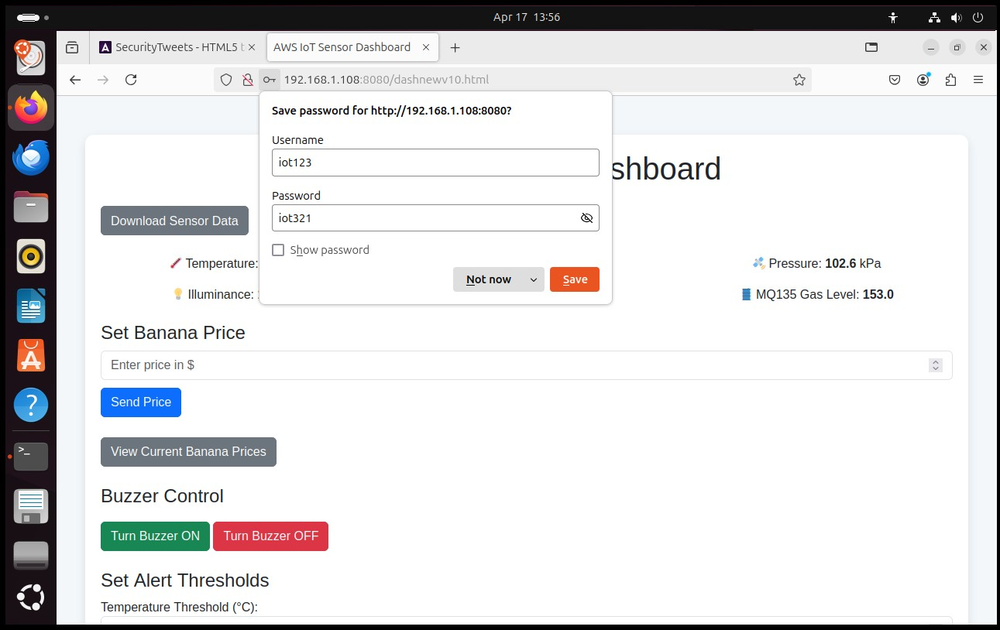 Apr 17 13:56
SecurityTweets - HTML5 t
AWS IoT Sensor Dashboard
192.168.1.108:8080/dashnewv10.html
Save password for http://192.168.1.108:8080?
Username
iot123
Password
iot321
Show password
Not now
Save
shboard
Download Sensor Data
Temperature:
Pressure: 102.6 kPa
Illuminance:
MQ135 Gas Level: 153.0
Set Banana Price
Enter price in $
Send Price
View Current Banana Prices
Buzzer Control
Turn Buzzer ON
Turn Buzzer OFF
Set Alert Thresholds
Temperature Threshold (°C):